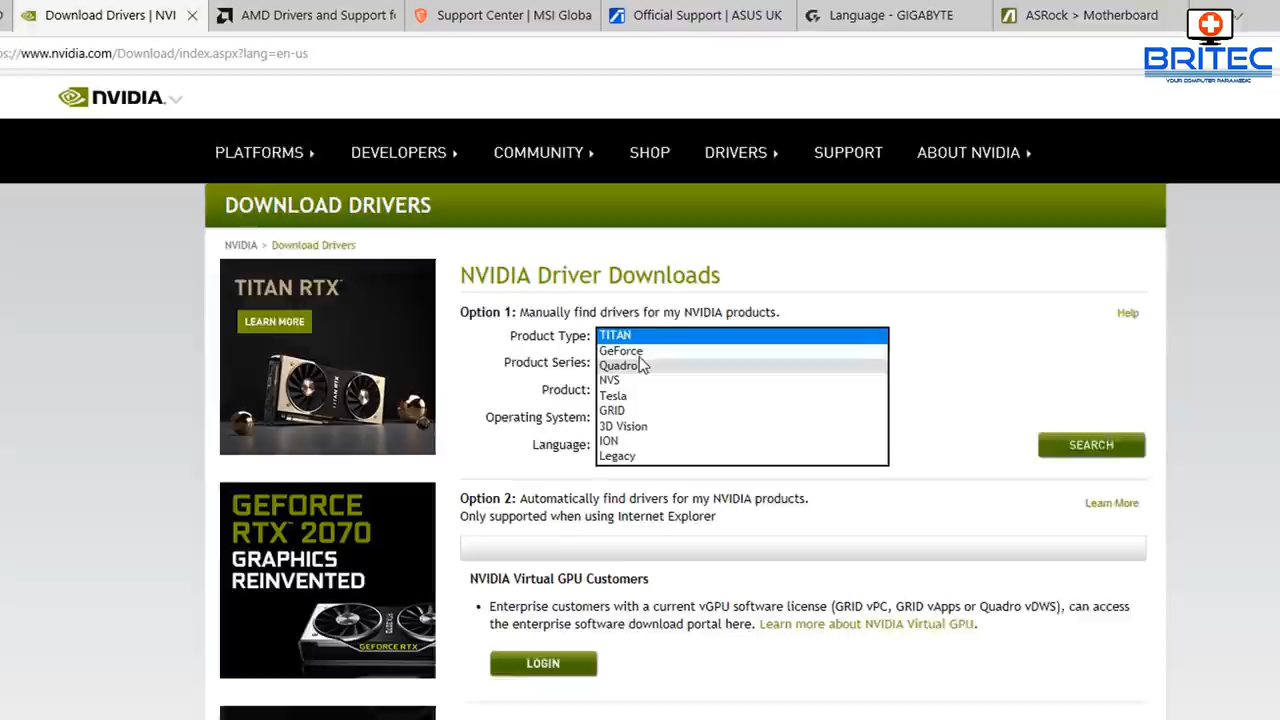 Download Drivers | NVI
AMD Drivers and Support f
Support Center | MSI Globa
Official Support | ASUS UK
Language - GIGABYTE
ASRock > Motherboard
s://www.nvidia.com/Download/index.aspx?lang=en-us
BRITEC
YOUR COMPUTER PARAMEDIC
NVIDIA.
PLATFORMS DEVELOPERS COMMUNITY SHOP DRIVERS SUPPORT ABOUT NVIDIA
DOWNLOAD DRIVERS
NVIDIA > Download Drivers
TITAN RTX™
LEARN MORE
NVIDIA Driver Downloads
Option 1: Manually find drivers for my NVIDIA products.
Help
Product Type:
Product Series:
Product:
Operating System:
Language:
TITAN
GeForce
Quadro
NVS
Tesla
GRID
3D Vision
ION
Legacy
SEARCH
GEFORCE
RTX™ 2070
GRAPHICS
REINVENTED
GEFORCE RTX
Option 2: Automatically find drivers for my NVIDIA products.
Learn More
Only supported when using Internet Explorer
NVIDIA Virtual GPU Customers
• Enterprise customers with a current vGPU software license (GRID vPC, GRID vApps or Quadro vDWS), can access
the enterprise software download portal here. Learn more about NVIDIA Virtual GPU.
LOGIN